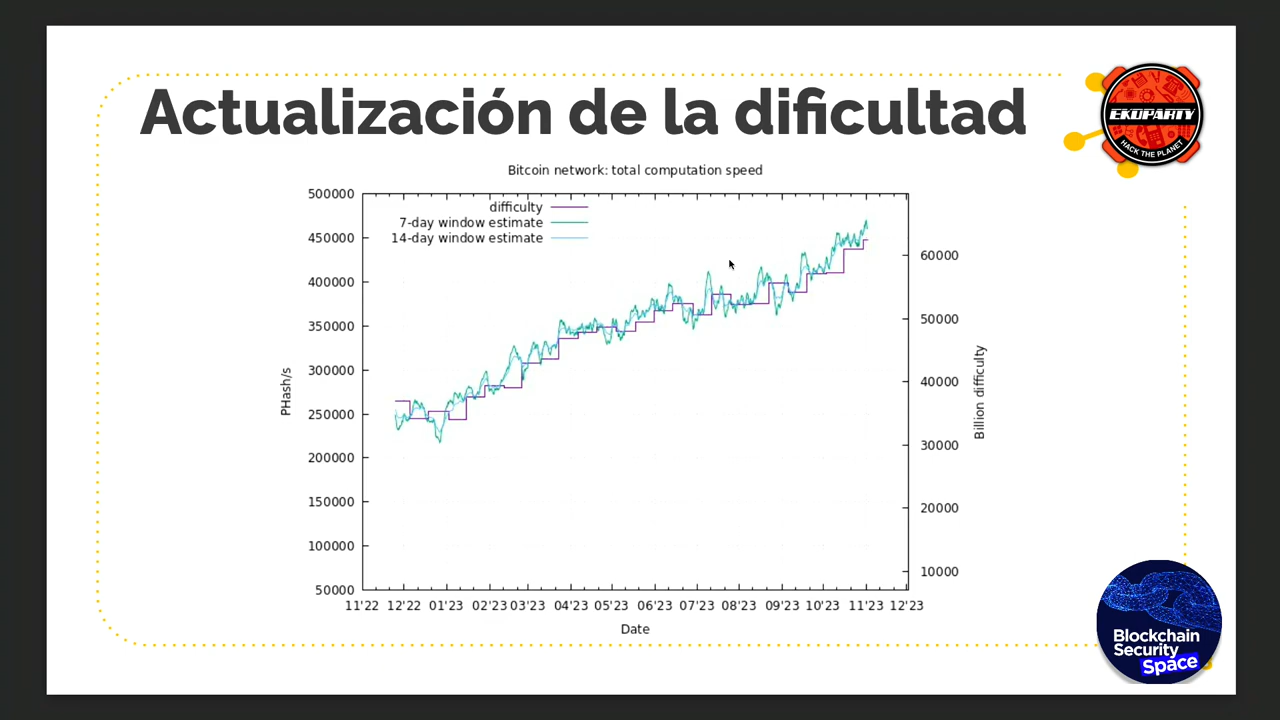 Actualización de la dificultad
EKOPARTY
HACK THE PLANET
Bitcoin network: total computation speed
difficulty
7-day window estimate
14-day window estimate
500000
450000
400000
350000
300000
250000
200000
150000
100000
50000
PHash/s
60000
50000
40000
30000
20000
10000
Billion difficulty
11'22 12'22 01'23 02'23 03'23 04'23 05'23 06'23 07'23 08'23 09'23 10'23 11'23 12'23
Date
Blockchain
Security
Space